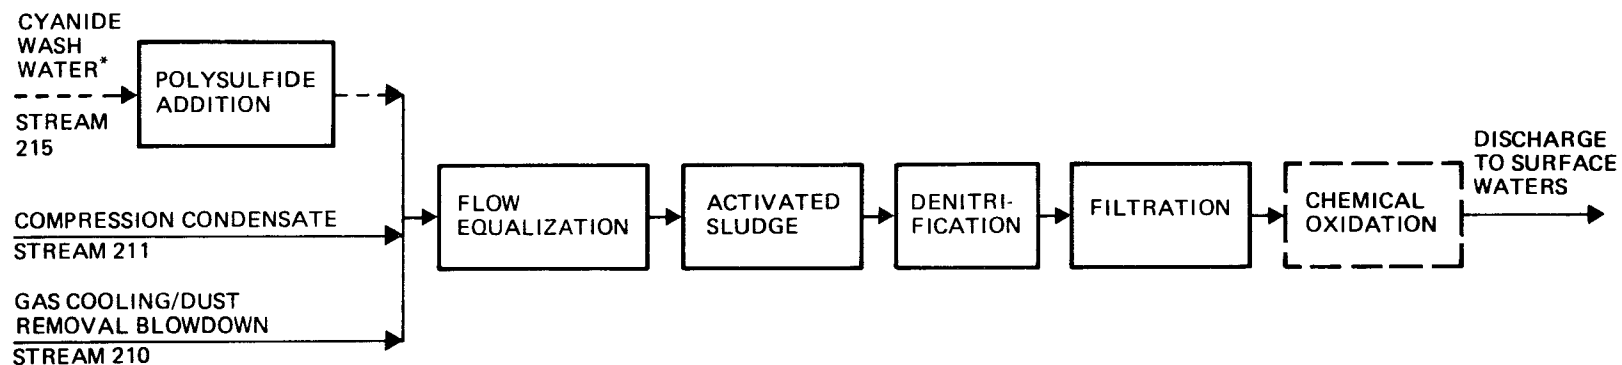 CYANIDE
WASH
WATER*
STREAM
215
POLYSULFIDE
ADDITION
COMPRESSION CONDENSATE
STREAM 211
GAS COOLING/DUST
REMOVAL BLOWDOWN
STREAM 210
FLOW
EQUALIZATION
ACTIVATED
SLUDGE
DENITRI-
FICATION
FILTRATION
CHEMICAL
OXIDATION
DISCHARGE
TO SURFACE
WATERS